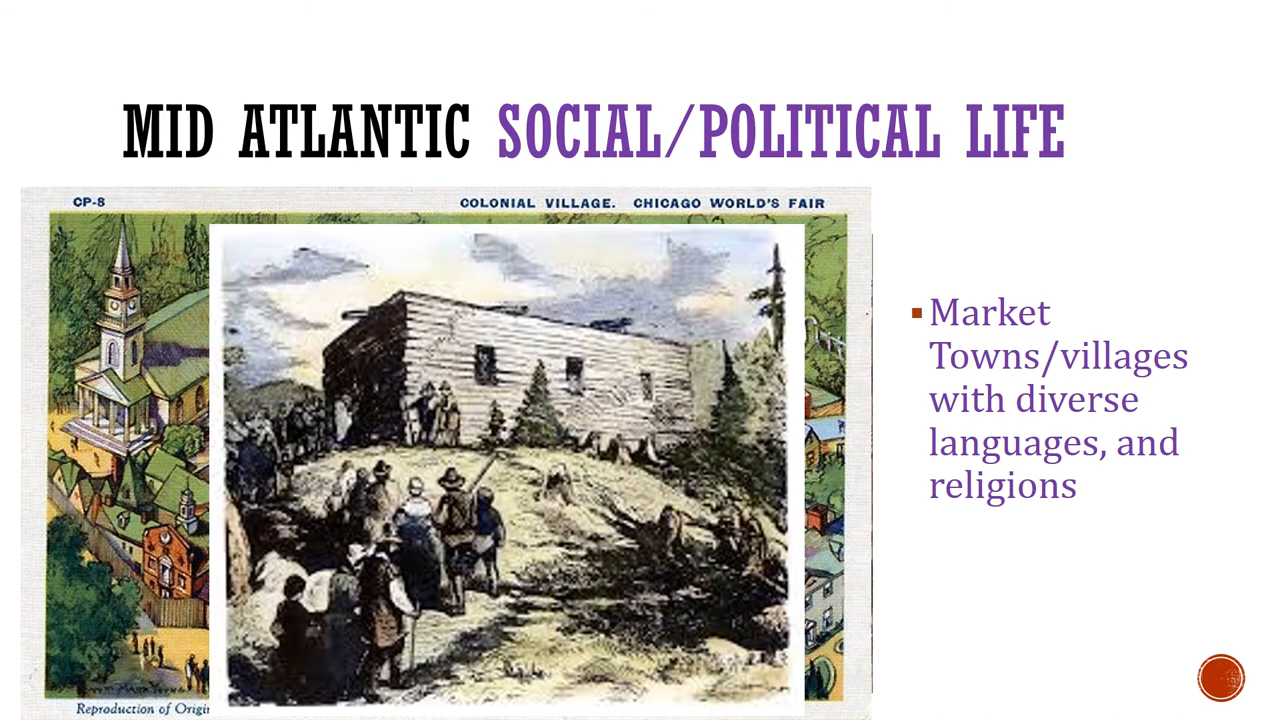 MID ATLANTIC SOCIAL/POLITICAL LIFE
CP-8
COLONIAL VILLAGE. CHICAGO WORLD'S FAIR
Market
Towns/villages
with diverse
languages, and
religions
Reproduction of